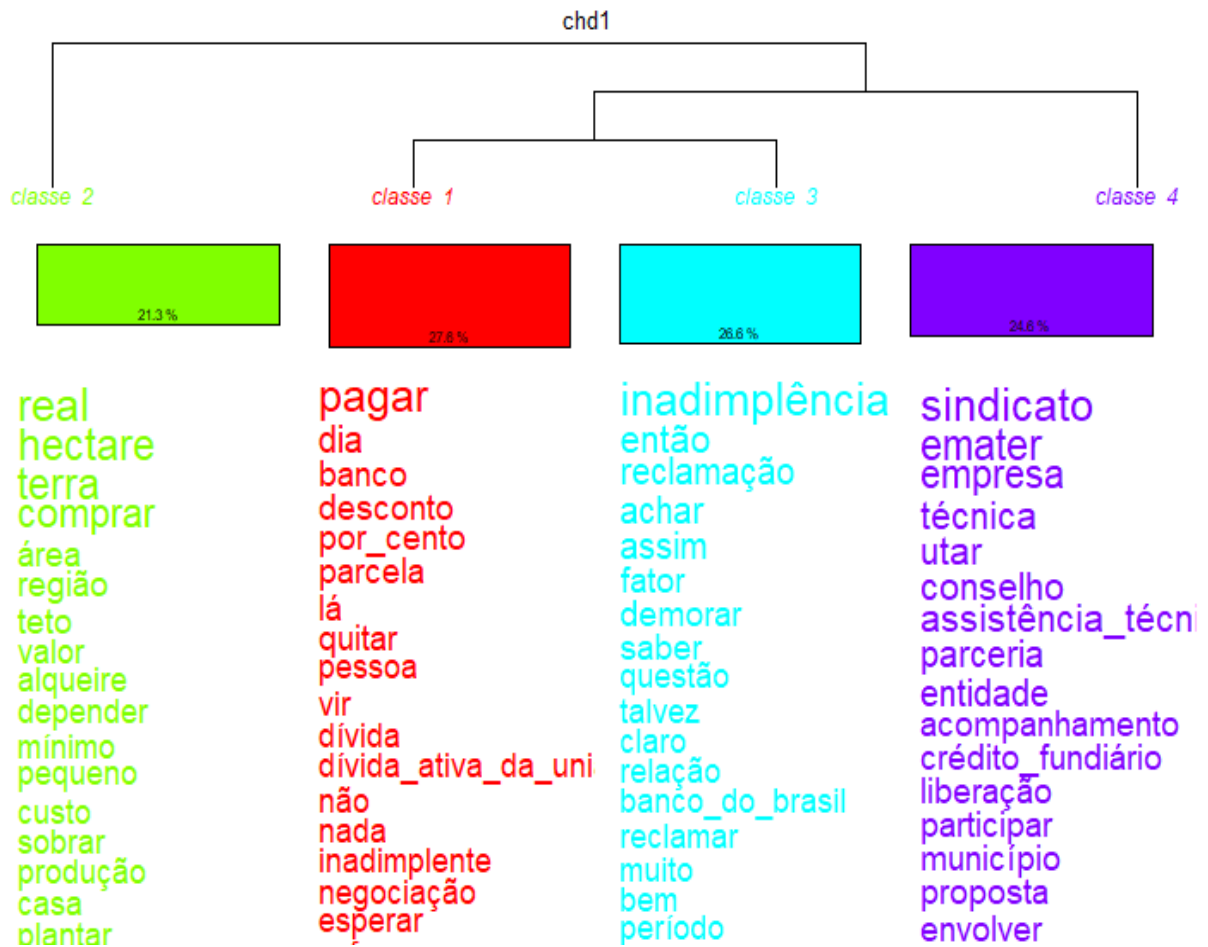 chd1
classe 2
classe 1
classe 3
classe 4
21.3 %
27.6 %
26.6 %
24.6 %
real
hectare
terra
comprar
área
região
teto
valor
alqueire
depender
mínimo
pequeno
custo
sobrar
produção
casa
plantar
pagar
dia
banco
desconto
por_cento
parcela
lá
quitar
pessoa
vir
dívida
dívida_ativa_da_uni
não
nada
inadimplente
negociação
esperar
inadimplência
então
reclamação
achar
assim
fator
demorar
saber
questão
talvez
claro
relação
banco_do_brasil
reclamar
muito
bem
período
sindicato
emater
empresa
técnica
utar
conselho
assistência_técni
parceria
entidade
acompanhamento
crédito_fundiário
liberação
participar
município
proposta
envolver